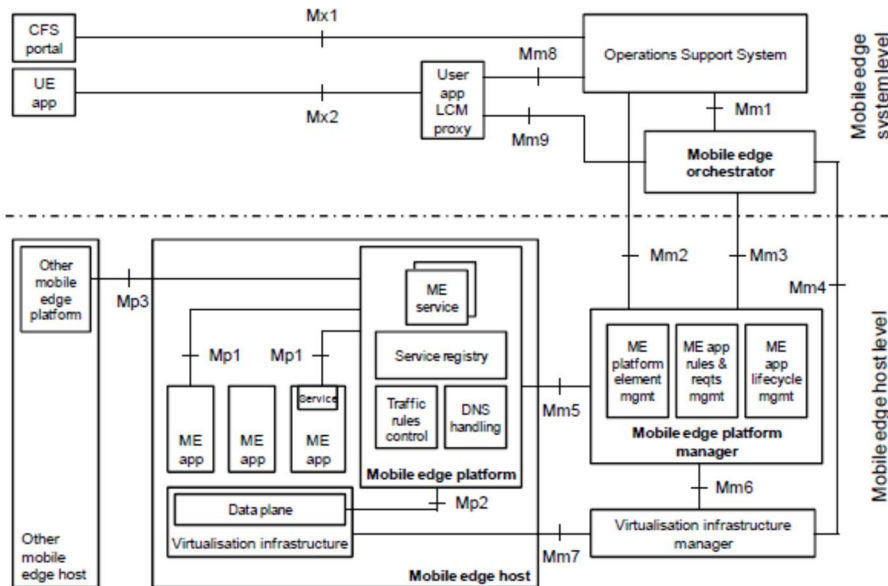 CFS
portal
Mx1
Operations Support System
UE
app
Mx2
User
app
LCM
proxy
Mm8
Mm9
Mm1
Mobile edge
orchestrator
Mobile edge
system level
Other
mobile
edge
platform
Mp3
ME
service
Mm2
Mm3
Mm4
Mp1
Mp1
Service registry
Traffic
rules
control
DNS
handling
Mobile edge platform
Service
ME
app
ME
app
ME
app
Mm5
ME
platform
element
mgmt
ME app
rules &
reqts
mgmt
ME
app
lifecycle
mgmt
Mobile edge platform
manager
Mp2
Mm6
Data plane
Virtualisation infrastructure
Mm7
Virtualisation infrastructure
manager
Other
mobile
edge host
Mobile edge host
Mobile edge host level